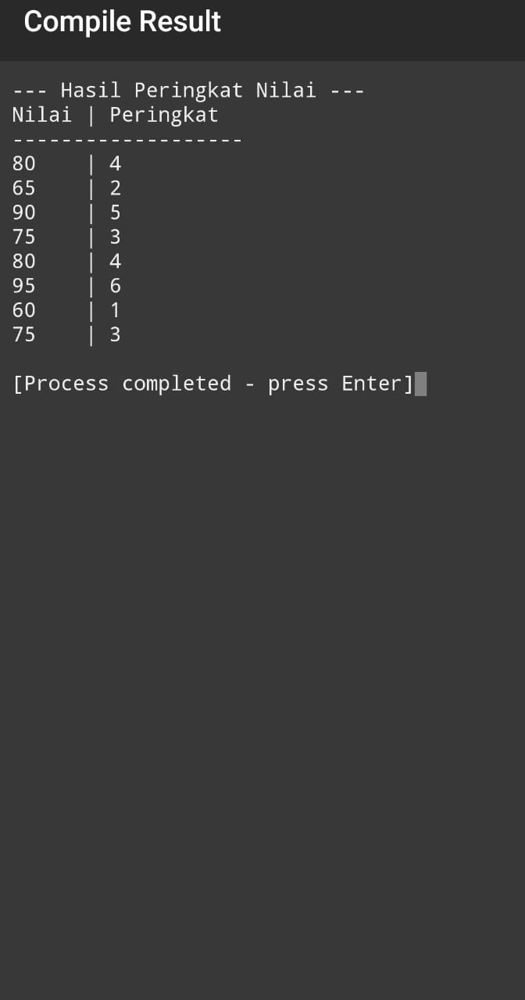 Compile Result
--- Hasil Peringkat Nilai ---
Nilai | Peringkat
-------------------
80    | 4
65    | 2
90    | 5
75    | 3
80    | 4
95    | 6
60    | 1
75    | 3
[Process completed - press Enter]